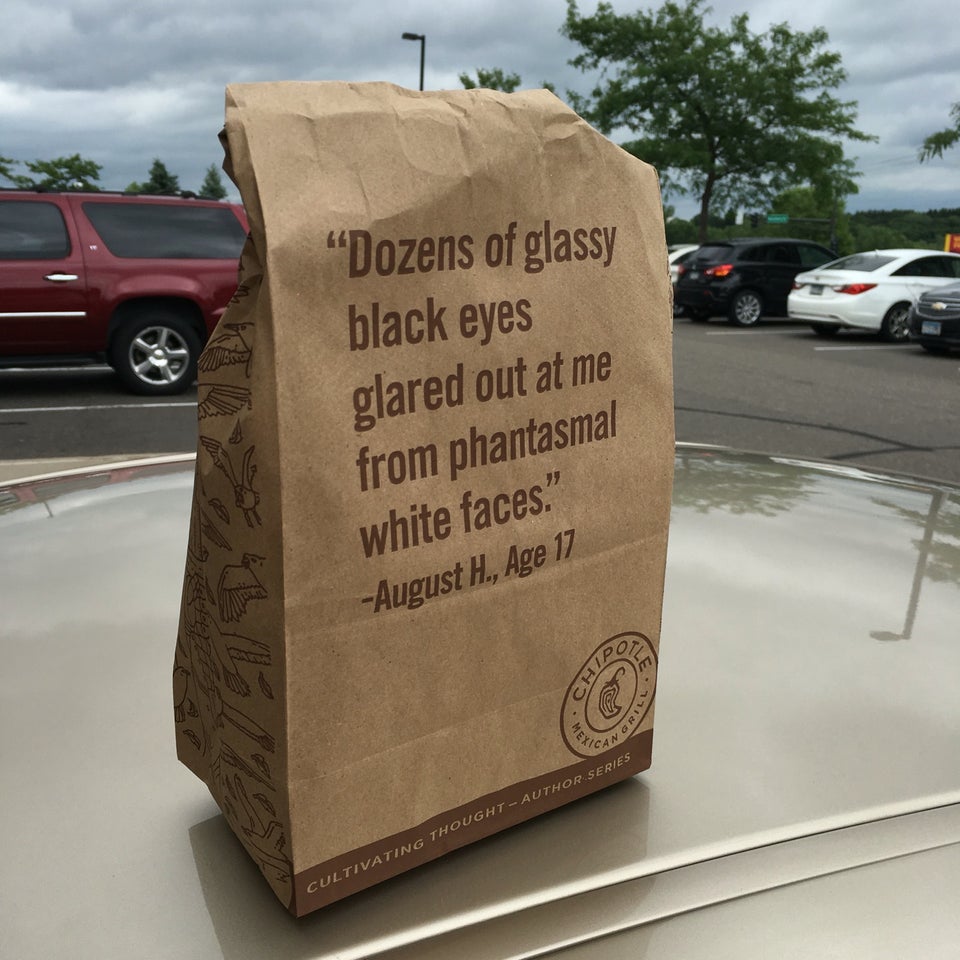 “Dozens of glassy
black eyes
glared out at me
from phantasmal
white faces.”
-August H., Age 17
CHIPOTLE
MEXICAN GRILL
CULTIVATING THOUGHT – AUTHOR SERIES